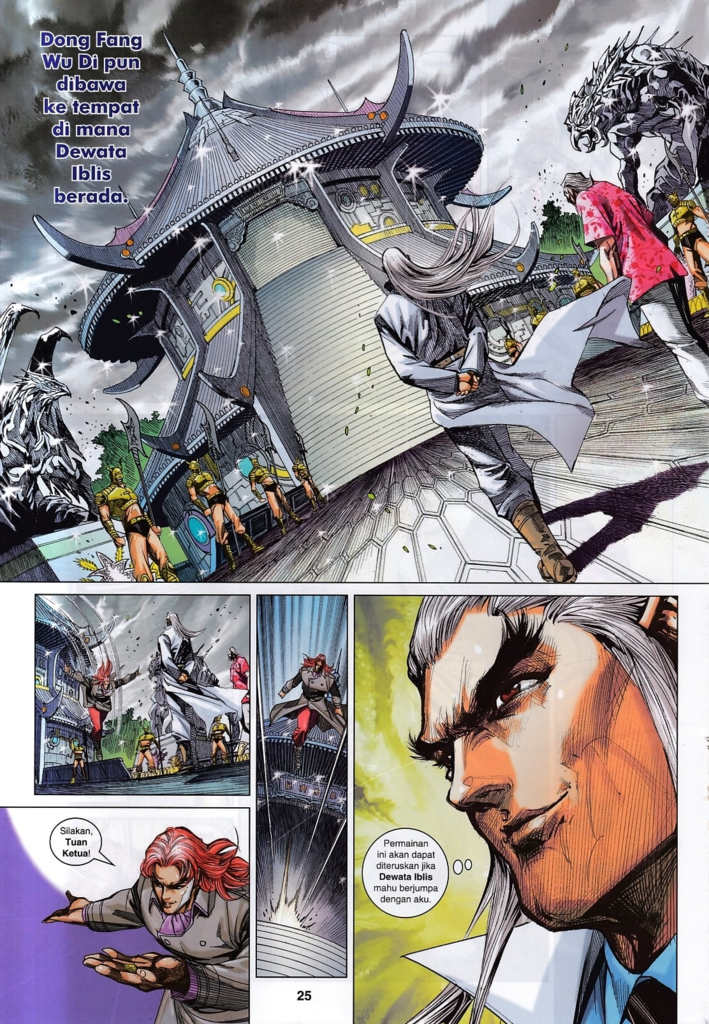 Dong Fang
Wu Di pun
dibawa
ke tempat
di mana
Dewata
Iblis
berada.
Silakan,
Tuan
Ketua!
Permainan
ini akan dapat
diteruskan jika
Dewata Iblis
mahu berjumpa
dengan aku.
25